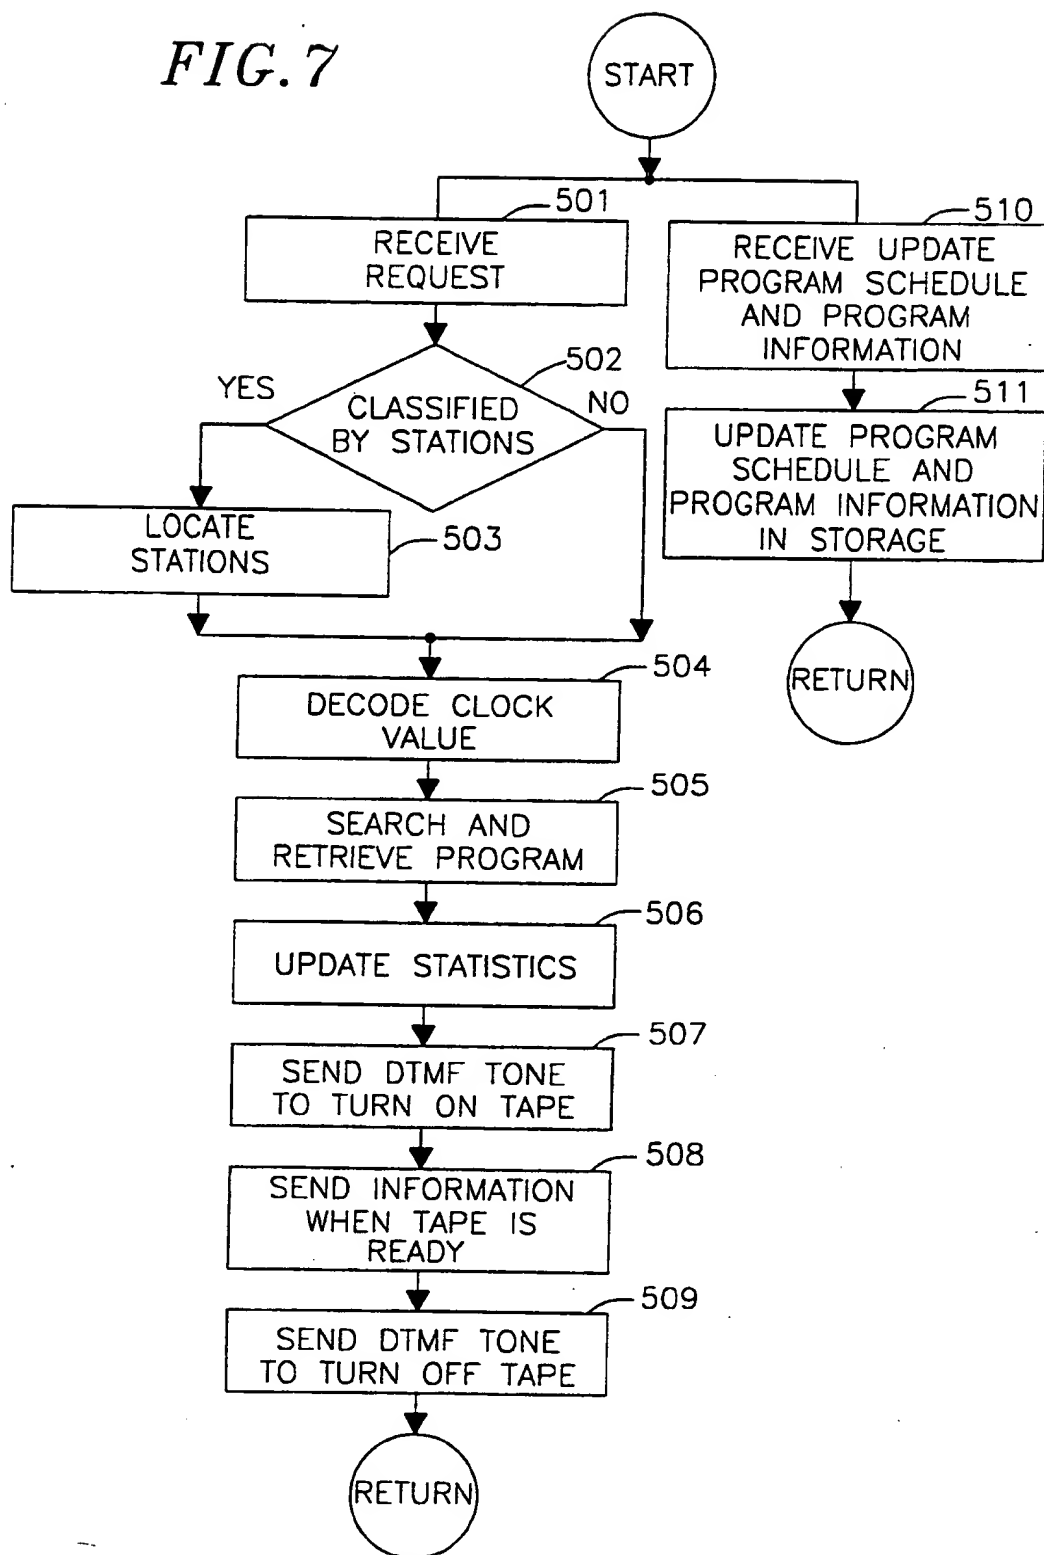 FIG. 7
START
501
RECEIVE
REQUEST
502
YES
NO
CLASSIFIED
BY STATIONS
LOCATE
STATIONS
503
504
DECODE CLOCK
VALUE
505
SEARCH AND
RETRIEVE PROGRAM
506
UPDATE STATISTICS
507
SEND DTMF TONE
TO TURN ON TAPE
508
SEND INFORMATION
WHEN TAPE IS
READY
509
SEND DTMF TONE
TO TURN OFF TAPE
RETURN
510
RECEIVE UPDATE
PROGRAM SCHEDULE
AND PROGRAM
INFORMATION
511
UPDATE PROGRAM
SCHEDULE AND
PROGRAM INFORMATION
IN STORAGE
RETURN